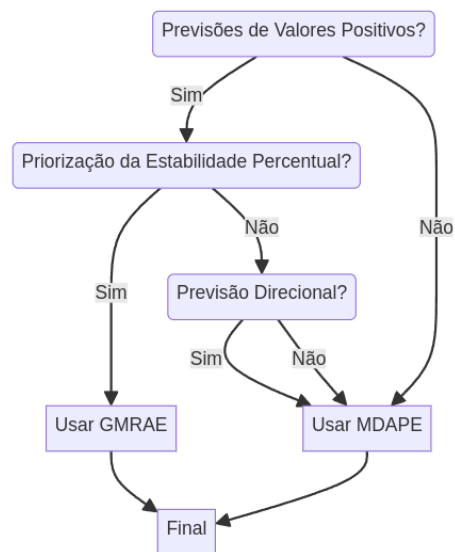 Previsões de Valores Positivos?
Sim
Priorização da Estabilidade Percentual?
Não
Não
Previsão Direcional?
Sim
Sim
Não
Usar GMRAE
Usar MDAPE
Final